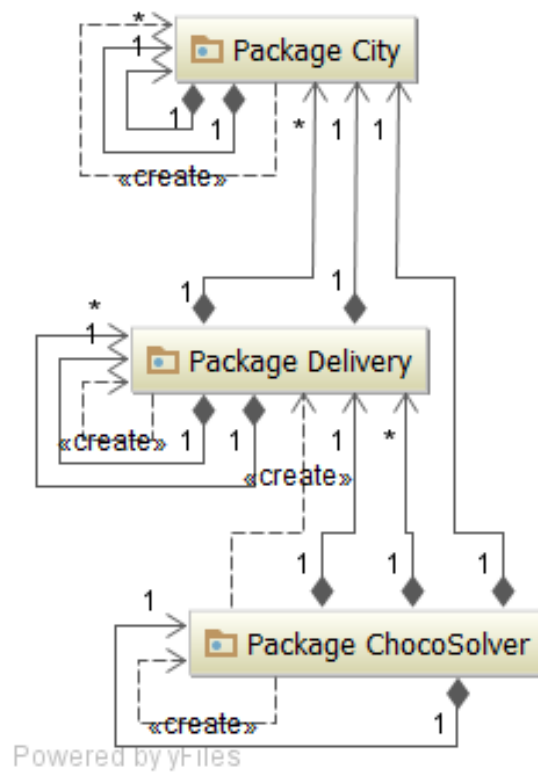 *
1
Package City
1
1
«create»
*
1
1
1
1
*
1
Package Delivery
«create»
1
1
«create»
1
*
1
1
1
1
Package ChocoSolver
«create»
1
Powered by yFiles